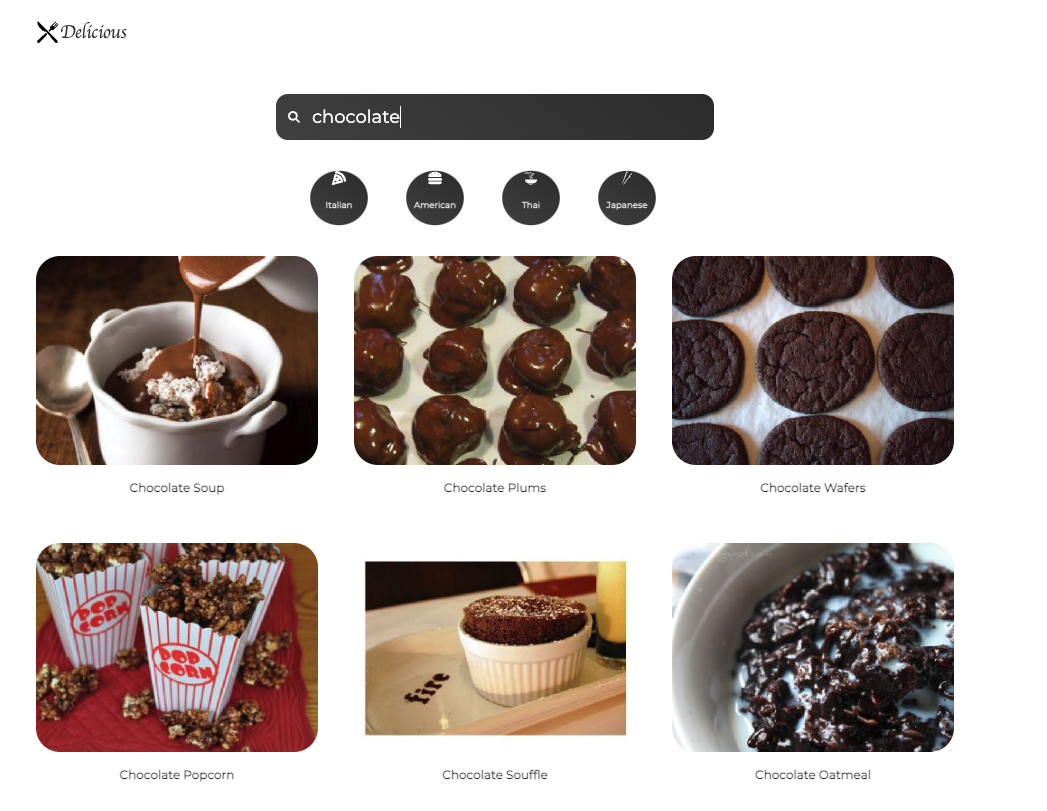 Delicious
chocolate
Italian
American
Thai
Japanese
Chocolate Soup
Chocolate Plums
Chocolate Wafers
POP
CORN
POP
CORN
fire
Chocolate Popcorn
Chocolate Souffle
Chocolate Oatmeal